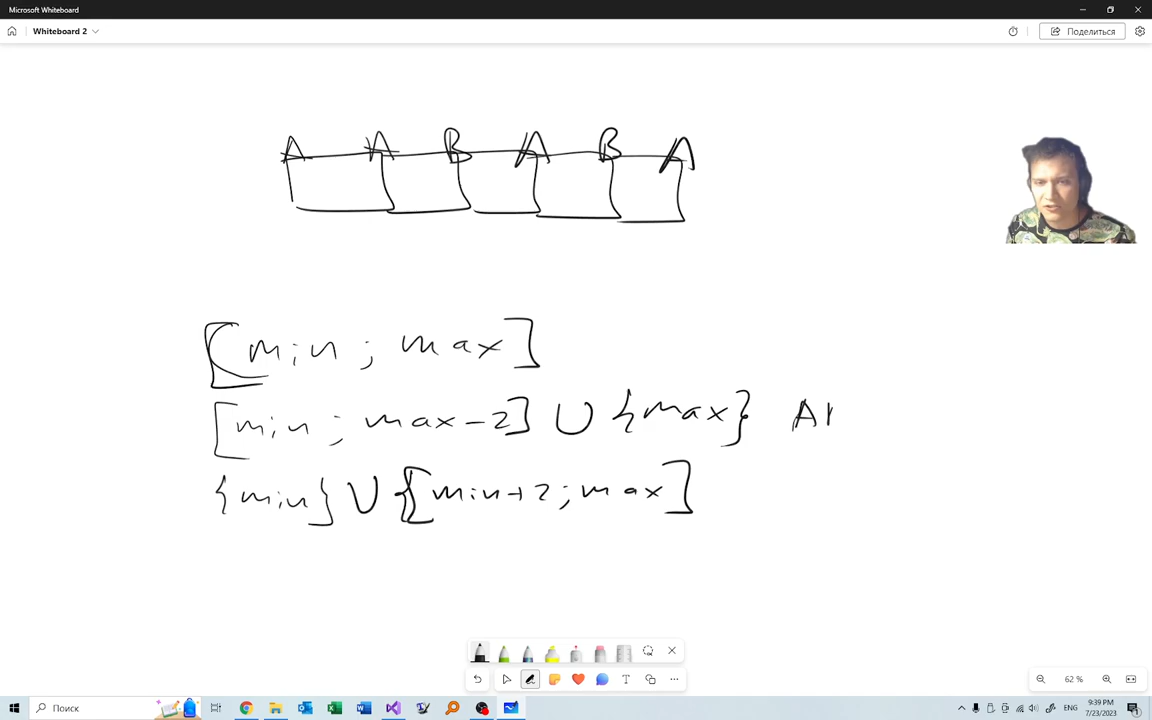 Microsoft Whiteboard
Whiteboard 2
Поделиться
A A B A B A
[min ; max]
[min ; max-2] ∪ {max} A
{min} ∪ [min+2 ; max]
62 %
Поиск
ENG
9:39 PM
7/23/2023